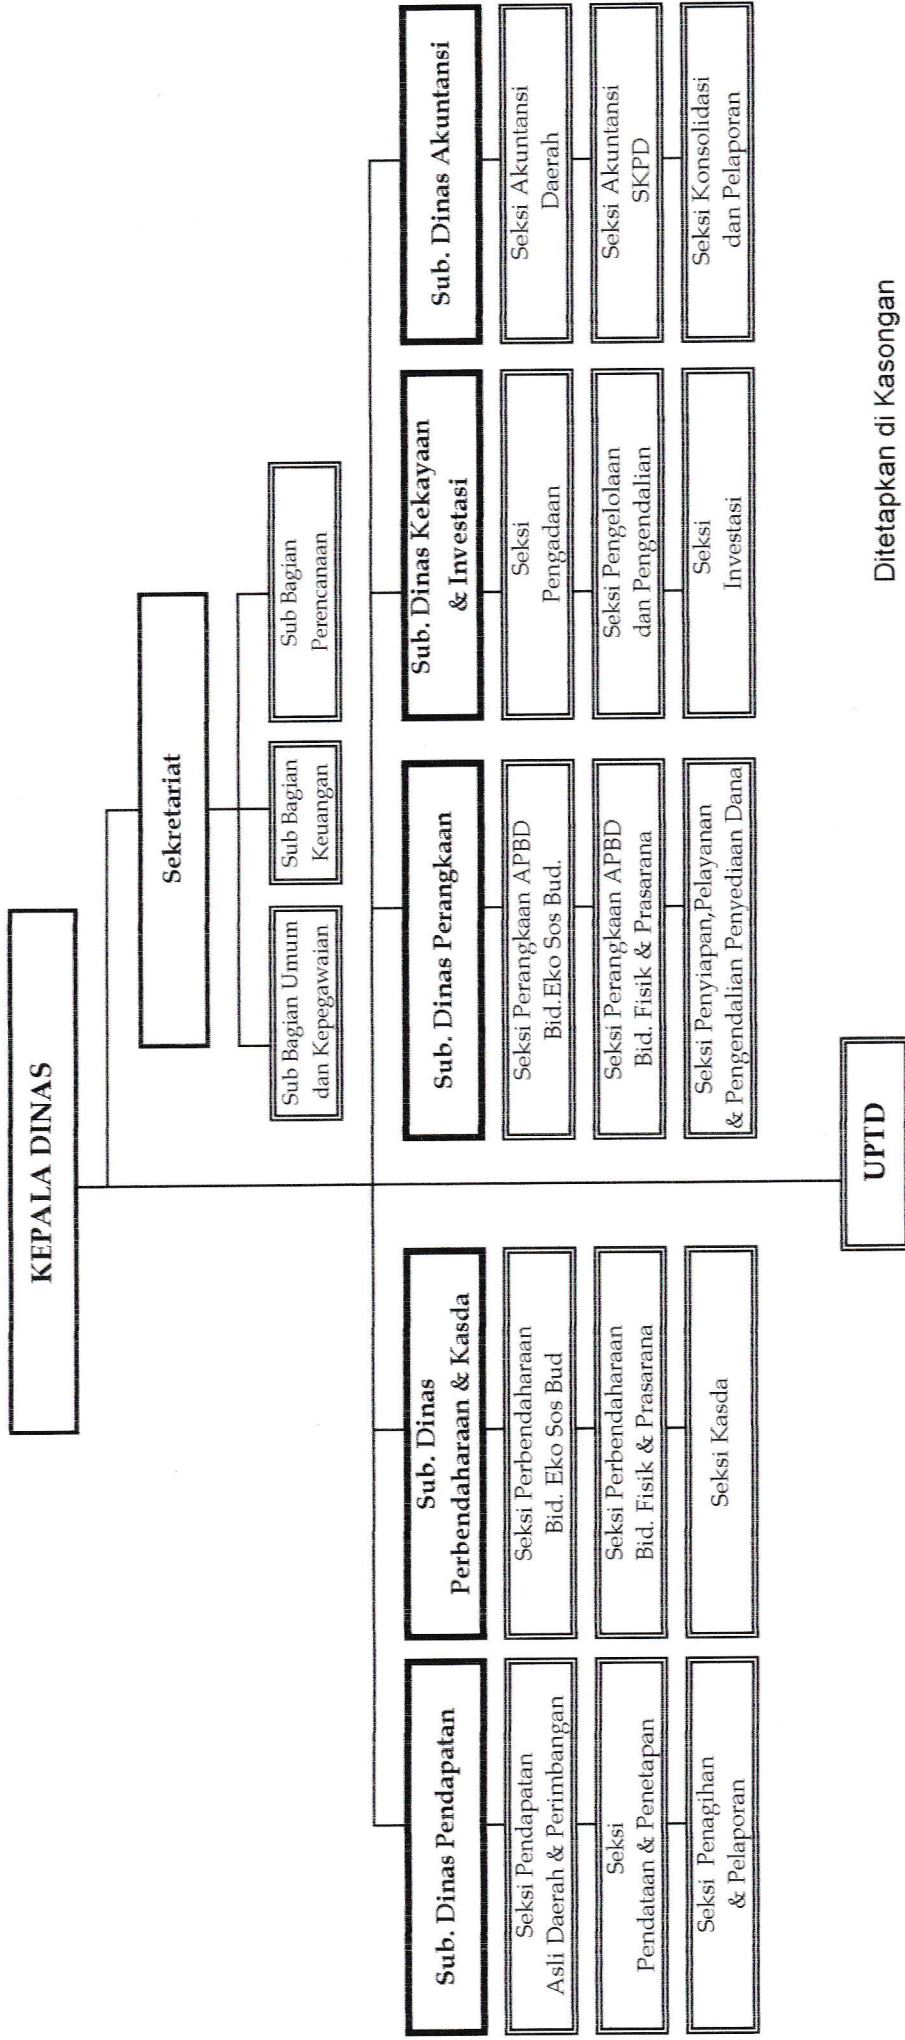 KEPALA DINAS
Sekretariat
Sub Bagian Umum
dan Kepegawaian
Sub Bagian
Keuangan
Sub Bagian
Perencanaan
Sub. Dinas Pendapatan
Seksi Pendapatan
Asli Daerah & Perimbangan
Seksi
Pendataan & Penetapan
Seksi Penagihan
& Pelaporan
Sub. Dinas
Perbendaharaan & Kasda
Seksi Perbendaharaan
Bid. Eko Sos Bud
Seksi Perbendaharaan
Bid. Fisik & Prasarana
Seksi Kasda
Sub. Dinas Perangkaan
Seksi Perangkaan APBD
Bid.Eko Sos Bud.
Seksi Perangkaan APBD
Bid. Fisik & Prasarana
Seksi Penyiapan,Pelayanan
& Pengendalian Penyediaan Dana
Sub. Dinas Kekayaan
& Investasi
Seksi
Pengadaan
Seksi Pengelolaan
dan Pengendalian
Seksi
Investasi
Sub. Dinas Akuntansi
Seksi Akuntansi
Daerah
Seksi Akuntansi
SKPD
Seksi Konsolidasi
dan Pelaporan
UPTD
Ditetapkan di Kasongan